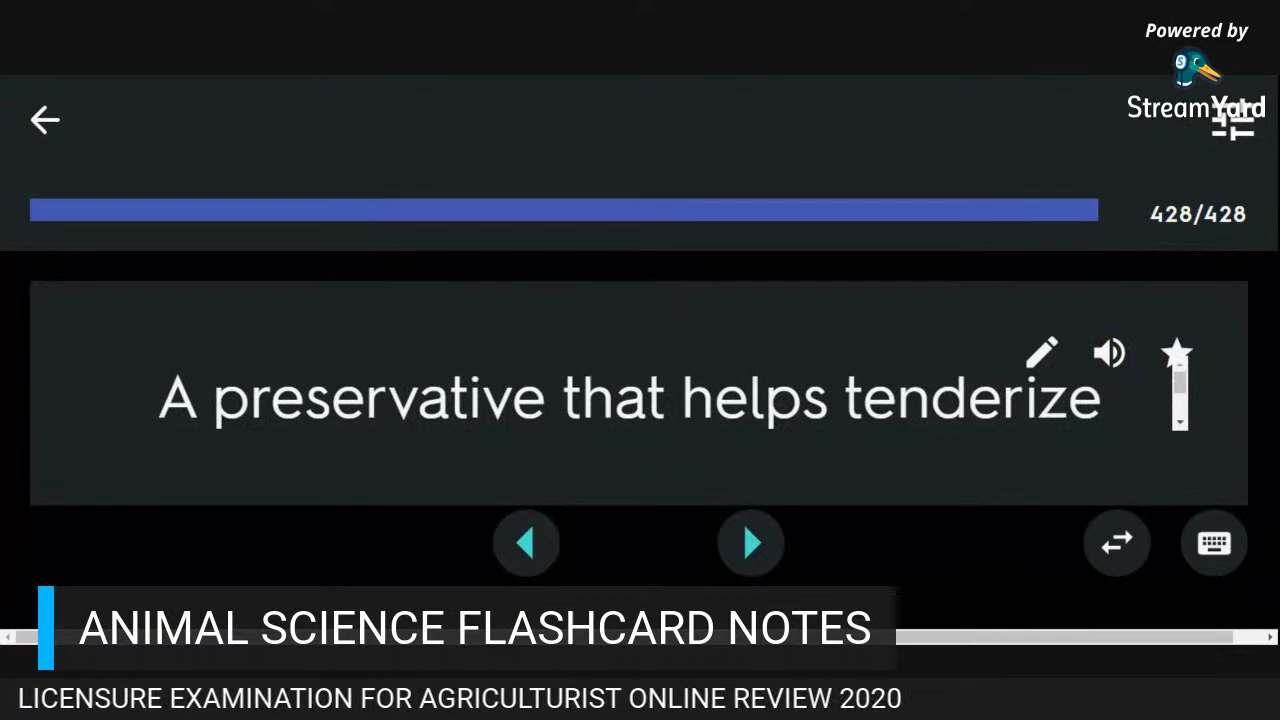 Powered by
StreamYard
428/428
A preservative that helps tenderize
ANIMAL SCIENCE FLASHCARD NOTES
LICENSURE EXAMINATION FOR AGRICULTURIST ONLINE REVIEW 2020